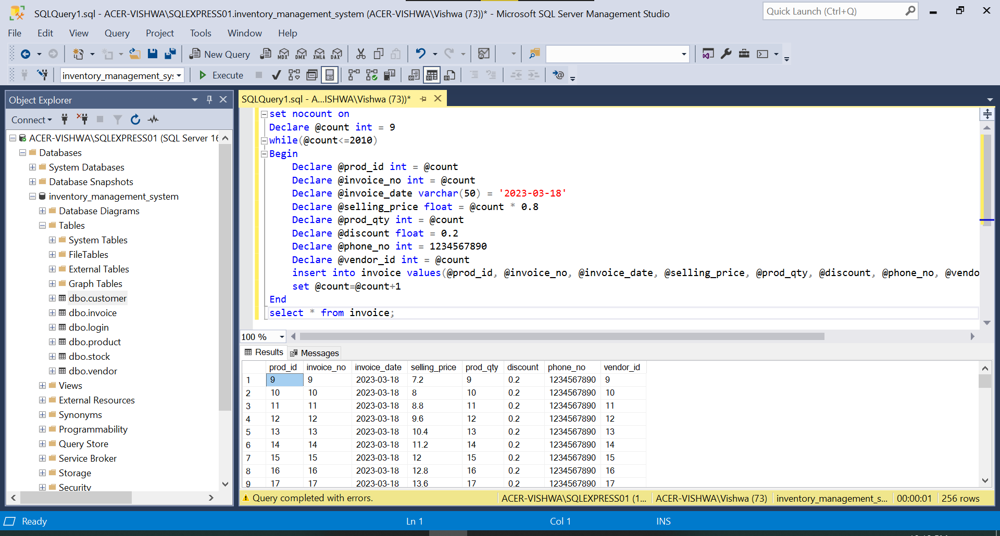 SQLQuery1.sql - ACER-VISHWA\SQLEXPRESS01.inventory_management_system (ACER-VISHWA\Vishwa (73))* - Microsoft SQL Server Management Studio
Quick Launch (Ctrl+Q)
File Edit View Query Project Tools Window Help
New Query MDX DMX XMLA DAX
inventory_management_sy Execute
Object Explorer
Connect
ACER-VISHWA\SQLEXPRESS01 (SQL Server 16
Databases
System Databases
Database Snapshots
inventory_management_system
Database Diagrams
Tables
System Tables
FileTables
External Tables
Graph Tables
dbo.customer
dbo.invoice
dbo.login
dbo.product
dbo.stock
dbo.vendor
Views
External Resources
Synonyms
Programmability
Query Store
Service Broker
Storage
Security
SQLQuery1.sql - A...ISHWA\Vishwa (73))*
set nocount on
Declare @count int = 9
while(@count<=2010)
Begin
Declare @prod_id int = @count
Declare @invoice_no int = @count
Declare @invoice_date varchar(50) = '2023-03-18'
Declare @selling_price float = @count * 0.8
Declare @prod_qty int = @count
Declare @discount float = 0.2
Declare @phone_no int = 1234567890
Declare @vendor_id int = @count
insert into invoice values(@prod_id, @invoice_no, @invoice_date, @selling_price, @prod_qty, @discount, @phone_no, @vendo
set @count=@count+1
End
select * from invoice;
100 %
Results Messages
prod_id invoice_no invoice_date selling_price prod_qty discount phone_no vendor_id
1 9 9 2023-03-18 7.2 9 0.2 1234567890 9
2 10 10 2023-03-18 8 10 0.2 1234567890 10
3 11 11 2023-03-18 8.8 11 0.2 1234567890 11
4 12 12 2023-03-18 9.6 12 0.2 1234567890 12
5 13 13 2023-03-18 10.4 13 0.2 1234567890 13
6 14 14 2023-03-18 11.2 14 0.2 1234567890 14
7 15 15 2023-03-18 12 15 0.2 1234567890 15
8 16 16 2023-03-18 12.8 16 0.2 1234567890 16
9 17 17 2023-03-18 13.6 17 0.2 1234567890 17
Query completed with errors. ACER-VISHWA\SQLEXPRESS01 (1... ACER-VISHWA\Vishwa (73) inventory_management_s... 00:00:01 256 rows
Ready Ln 1 Col 1 INS